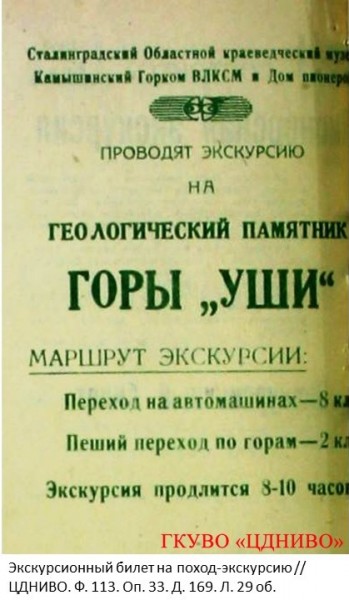 Сталинградский Областной краеведческий муз
Камышинский Горком ВЛКСМ и Дом пионеро
ПРОВОДЯТ ЭКСКУРСИЮ
НА
ГЕОЛОГИЧЕСКИЙ ПАМЯТНИК
ГОРЫ „УШИ“
МАРШРУТ ЭКСКУРСИИ:
Переход на автомашинах—8 к
Пеший переход по горам—2 к
Экскурсия продлится 8-10 часо
ГКУВО «ЦДНИВО»
Экскурсионный билет на поход-экскурсию //
ЦДНИВО. Ф. 113. Оп. 33. Д. 169. Л. 29 об.